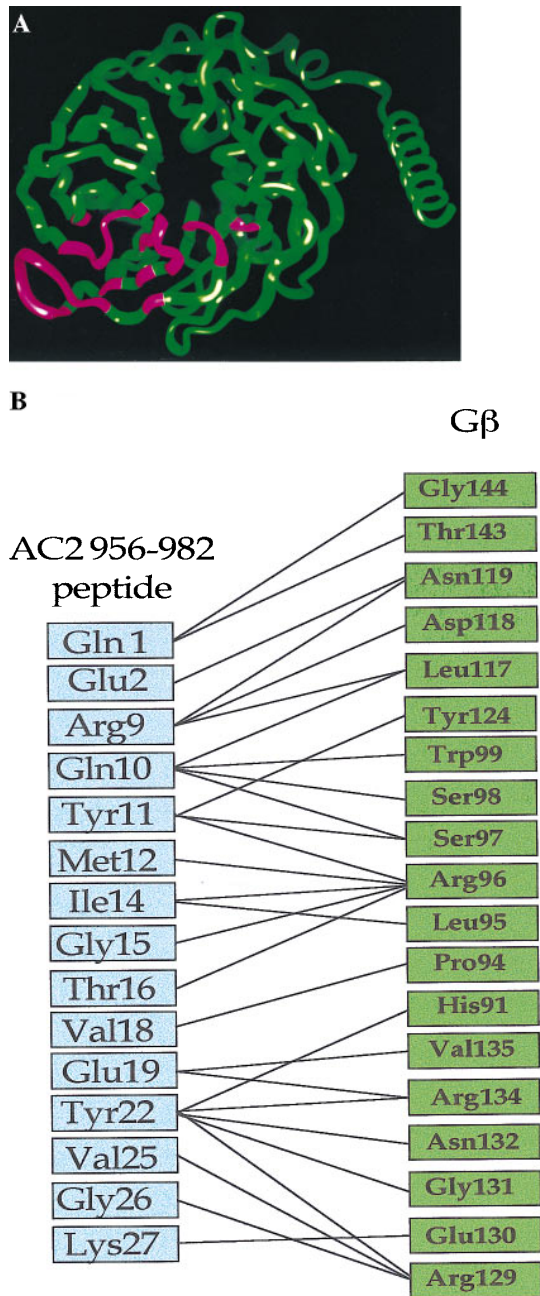 A
B
Gβ
AC2 956-982
peptide
Gln 1
Glu2
Arg9
Gln10
Tyr11
Met12
Ile14
Gly15
Thr16
Val18
Glu19
Tyr22
Val25
Gly26
Lys27
Gly144
Thr143
Asn119
Asp118
Leu117
Tyr124
Trp99
Ser98
Ser97
Arg96
Leu95
Pro94
His91
Val135
Arg134
Asn132
Gly131
Glu130
Arg129